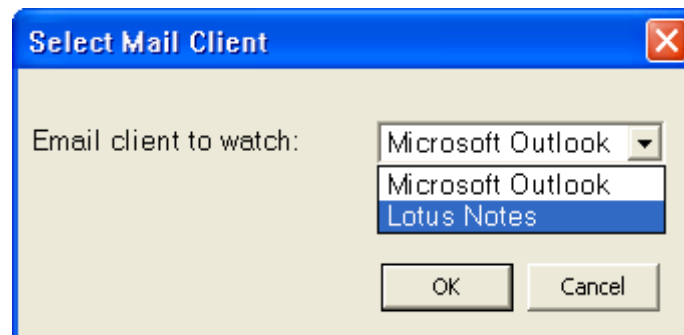 Select Mail Client
Email client to watch: Microsoft Outlook
Microsoft Outlook
Lotus Notes
OK Cancel